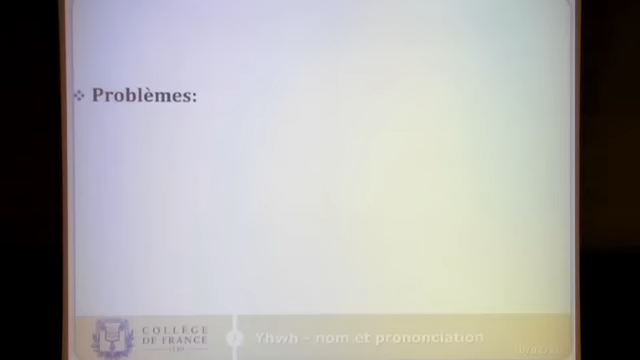 Problèmes:
COLLÈGE
DE FRANCE
Yhwh - nom et prononciation